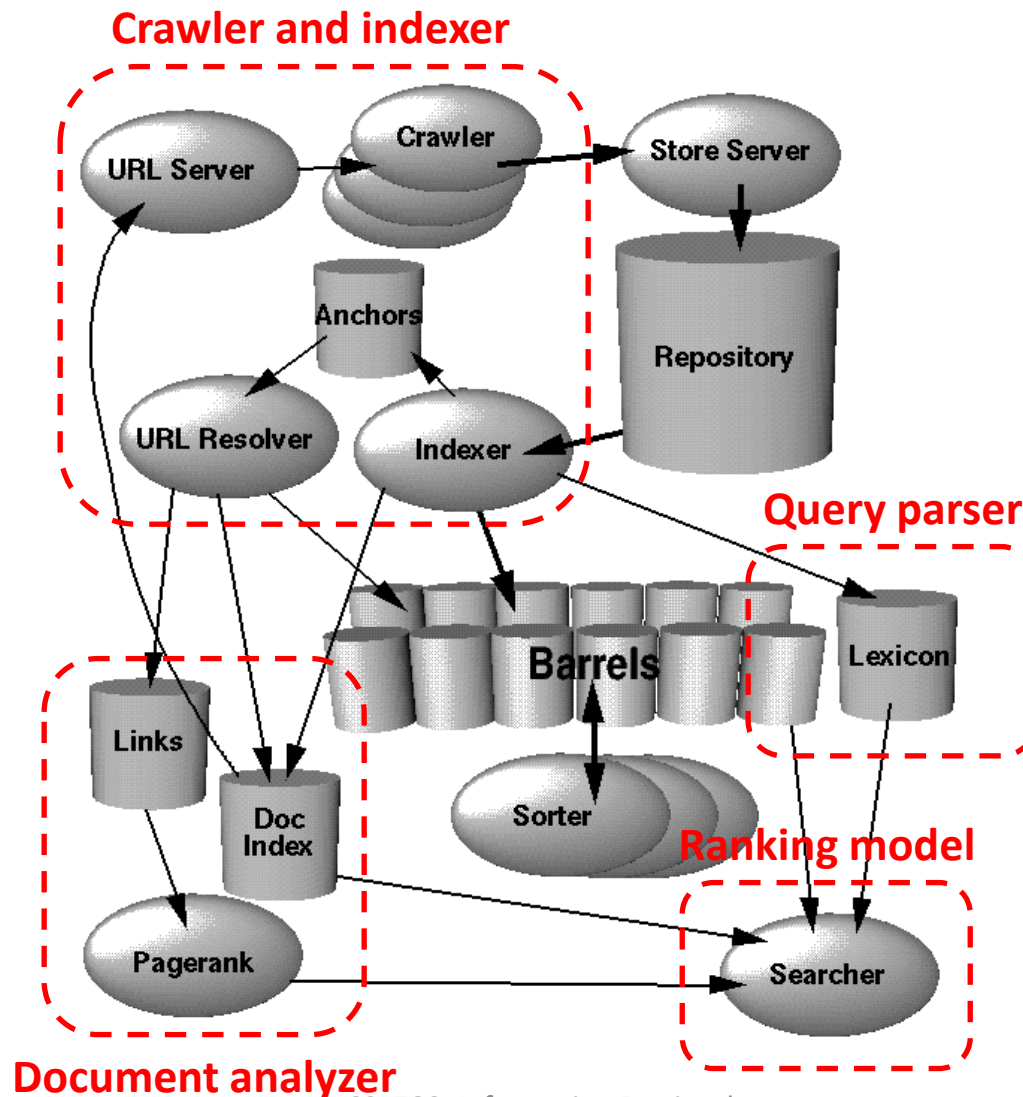 Crawler and indexer
URL Server
Crawler
Store Server
Anchors
Repository
URL Resolver
Indexer
Query parser
Barrels
Lexicon
Links
Doc
Index
Sorter
Ranking model
Pagerank
Searcher
Document analyzer